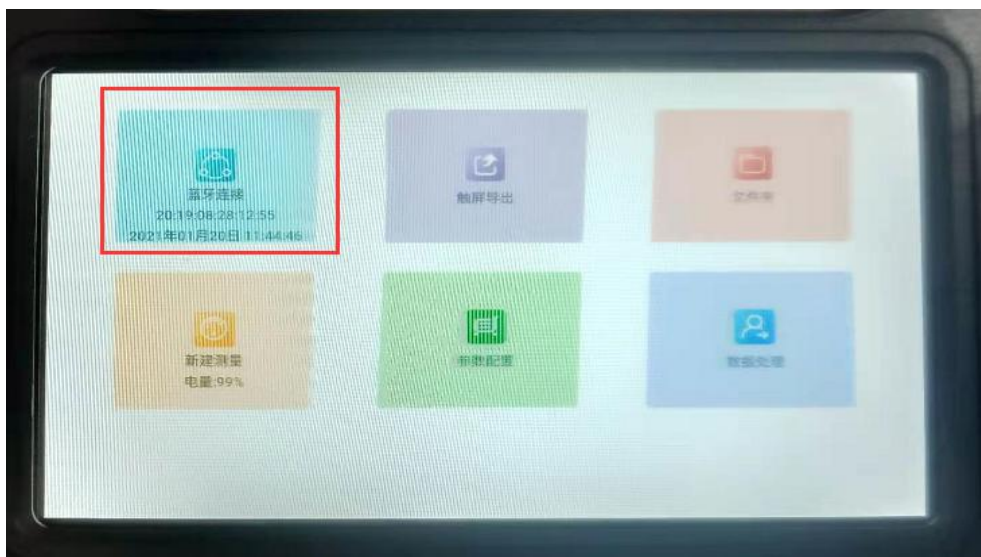 蓝牙连接
20:19:08:28:12:55
2021年01月20日 11:44:46
触屏导出
文件夹
新建测量
电量:99%
参数配置
数据处理